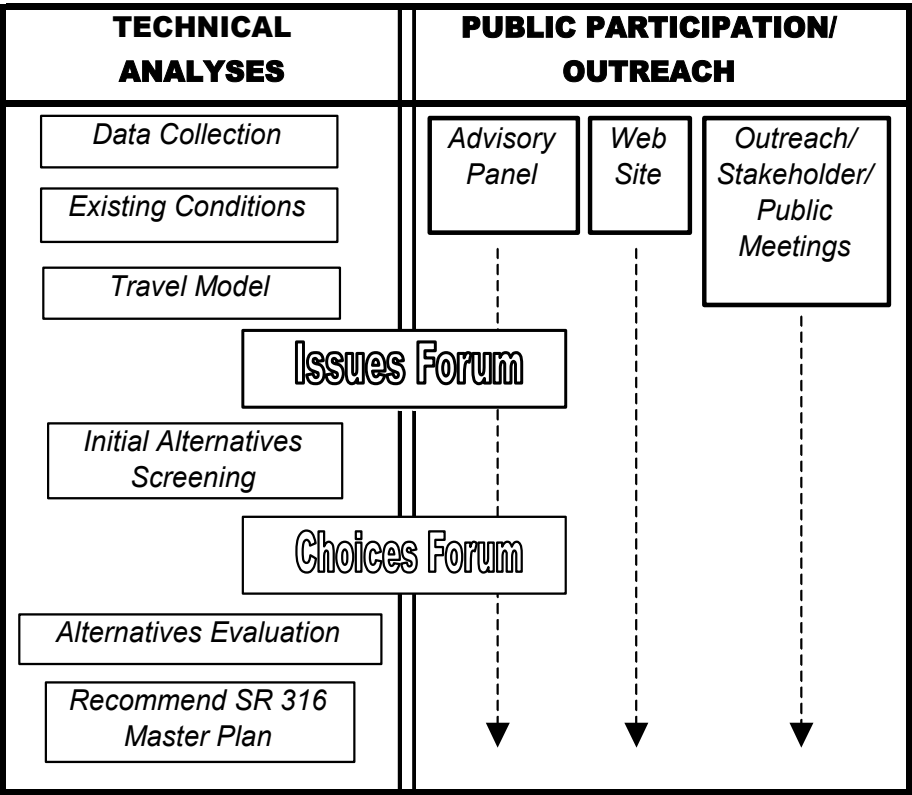 TECHNICAL
ANALYSES
PUBLIC PARTICIPATION/
OUTREACH
Data Collection
Existing Conditions
Travel Model
Advisory
Panel
Web
Site
Outreach/
Stakeholder/
Public
Meetings
Issues Forum
Initial Alternatives
Screening
Choices Forum
Alternatives Evaluation
Recommend SR 316
Master Plan